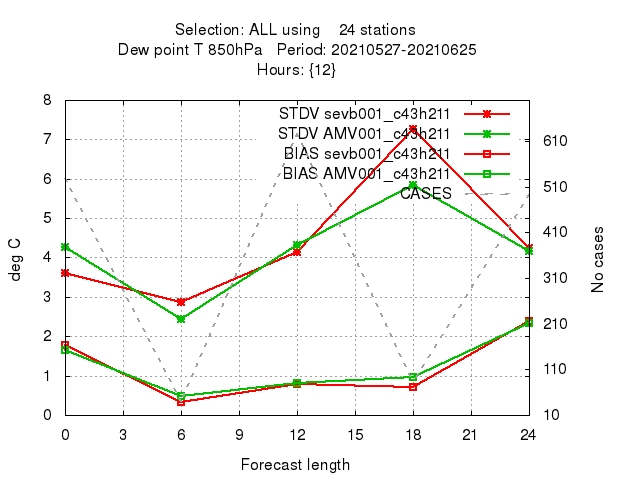 Selection: ALL using    24 stations
Dew point T 850hPa   Period: 20210527-20210625
Hours: {12}
STDV sevb001_c43h211
STDV AMV001_c43h211
BIAS sevb001_c43h211
BIAS AMV001_c43h211
CASES
8
7
6
5
4
3
2
1
0
deg C
610
510
410
310
210
110
10
No cases
0 3 6 9 12 15 18 21 24
Forecast length